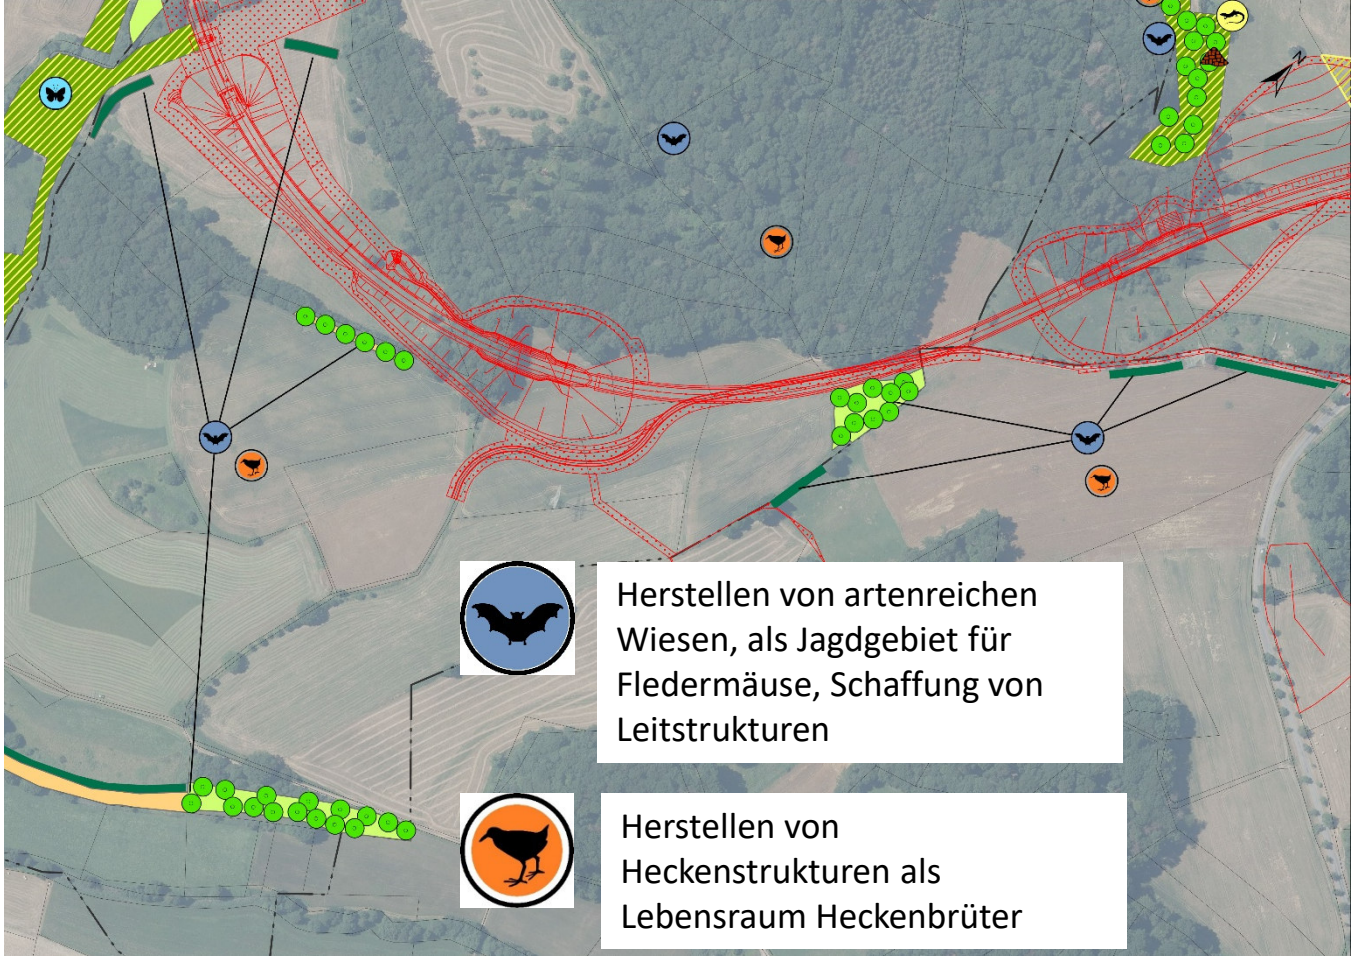 N
Herstellen von artenreichen
Wiesen, als Jagdgebiet für
Fledermäuse, Schaffung von
Leitstrukturen
Herstellen von
Heckenstrukturen als
Lebensraum Heckenbrüter